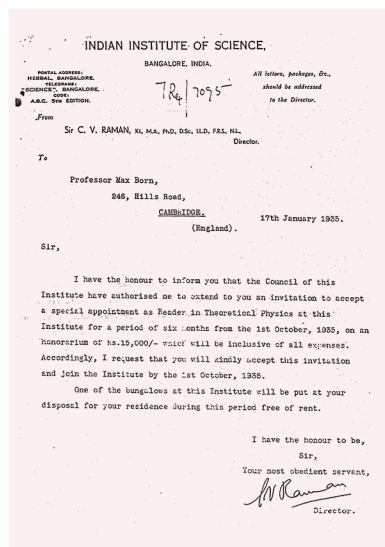 INDIAN INSTITUTE OF SCIENCE,
BANGALORE, INDIA.
POSTAL ADDRESS:
HEBBAL, BANGALORE.
TELEGRAMS:
"SCIENCE", BANGALORE.
CODE:
A.B.C. 5TH EDITION.
7R4/7095
All letters, packages, &c.,
should be addressed
to the Director.
From
Sir C. V. RAMAN, Kt., M.A., PhD., D.Sc., LL.D., F.R.S., N.L.,
Director.
To
Professor Max Born,
246, Hills Road,
CAMBRIDGE.
(England).
17th January 1935.
Sir,
I have the honour to inform you that the Council of this
Institute have authorised me to extend to you an invitation to accept
a special appointment as Reader in Theoretical Physics at this
Institute for a period of six months from the 1st October, 1935, on an
honorarium of Rs.15,000/- which will be inclusive of all expenses.
Accordingly, I request that you will kindly accept this invitation
and join the Institute by the 1st October, 1935.
One of the bungalows at this Institute will be put at your
disposal for your residence during this period free of rent.
I have the honour to be,
Sir,
Your most obedient servant,
CVRaman
Director.